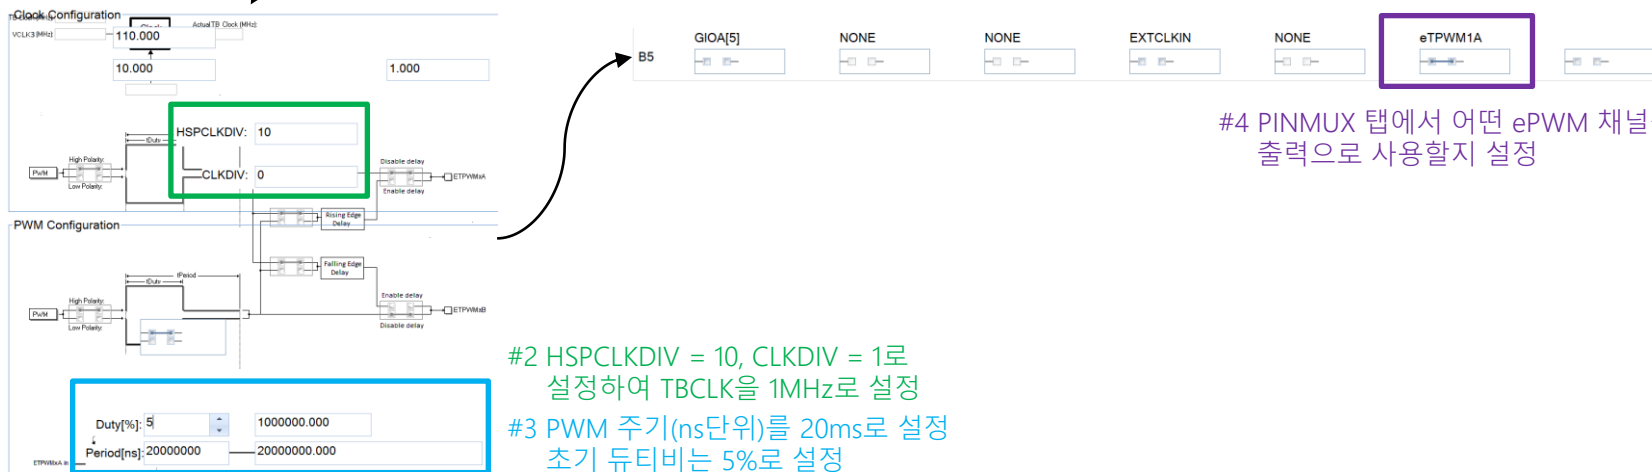 Clock Configuration
VCLK3 (MHz):
110.000
Actual TB Clock (MHz):
10.000
1.000
HSPCLKDIV: 10
CLKDIV: 0
tDuty
High Polarity:
PWM
Low Polarity:
Disable delay
ETPWMxA
Enable delay
Rising Edge
Delay
PWM Configuration
Falling Edge
Delay
tPeriod
tDuty
High Polarity:
PWM
Low Polarity:
Enable delay
ETPWMxB
Disable delay
Duty[%]: 5
1000000.000
Period[ns]: 20000000
20000000.000
B5
GIOA[5]
NONE
NONE
EXTCLKIN
NONE
eTPWM1A
#4 PINMUX 탭에서 어떤 ePWM 채널
출력으로 사용할지 설정
#2 HSPCLKDIV = 10, CLKDIV = 1로
설정하여 TBCLK을 1MHz로 설정
#3 PWM 주기(ns단위)를 20ms로 설정
초기 듀티비는 5%로 설정